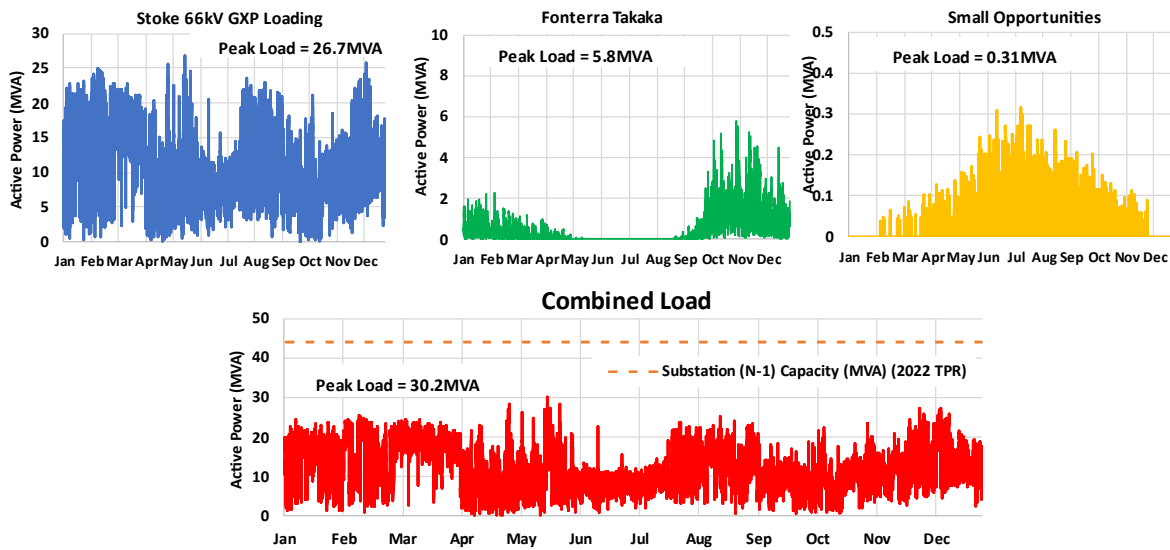 Stoke 66kV GXP Loading
Peak Load = 26.7MVA
Active Power (MVA)
30
25
20
15
10
5
0
Jan Feb Mar Apr May Jun Jul Aug Sep Oct Nov Dec
Fonterra Takaka
Peak Load = 5.8MVA
Active Power (MVA)
10
8
6
4
2
0
Jan Feb Mar Apr May Jun Jul Aug Sep Oct Nov Dec
Small Opportunities
Peak Load = 0.31MVA
Active Power (MVA)
0.5
0.4
0.3
0.2
0.1
0
Jan Feb Mar Apr May Jun Jul Aug Sep Oct Nov Dec
Combined Load
Substation (N-1) Capacity (MVA) (2022 TPR)
Peak Load = 30.2MVA
Active Power (MVA)
50
40
30
20
10
0
Jan Feb Mar Apr May Jun Jul Aug Sep Oct Nov Dec